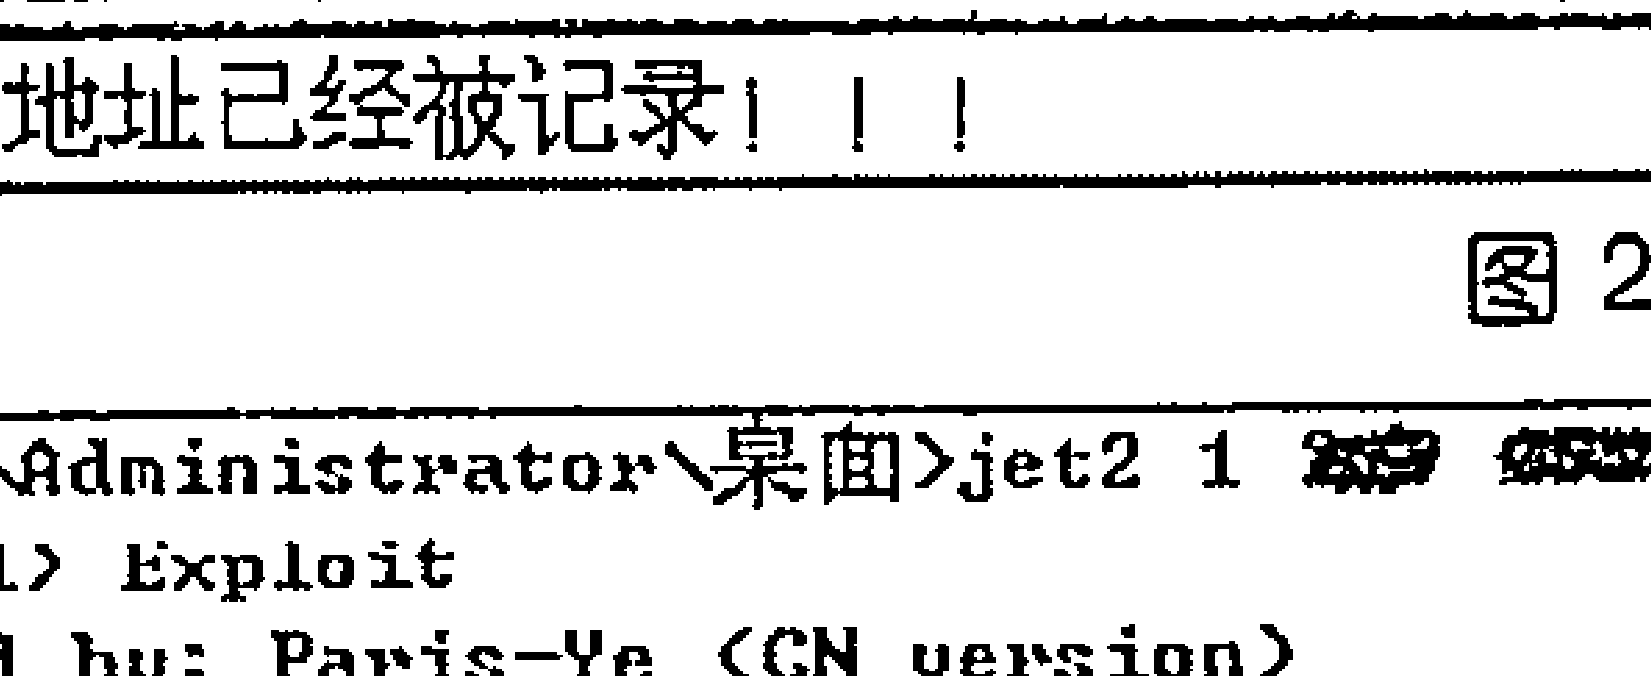 地址已经被记录！！！
图 2
\Administrator\桌面>jet2 1
1> Exploit
by: Paris-Ye (CN version)